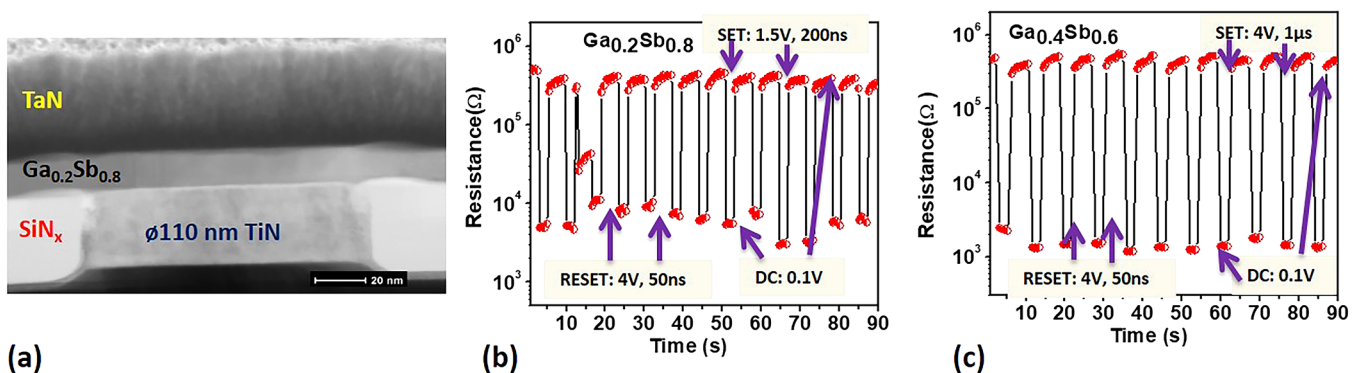 (a)
TaN
Ga0.2Sb0.8
SiNx
ø110 nm TiN
20 nm
(b)
Ga0.2Sb0.8
SET: 1.5V, 200ns
RESET: 4V, 50ns
DC: 0.1V
Resistance(Ω)
10^6
10^5
10^4
10^3
10 20 30 40 50 60 70 80 90
Time (s)
(c)
Ga0.4Sb0.6
SET: 4V, 1µs
RESET: 4V, 50ns
DC: 0.1V
Resistance(Ω)
10^6
10^5
10^4
10^3
10 20 30 40 50 60 70 80 90
Time (s)